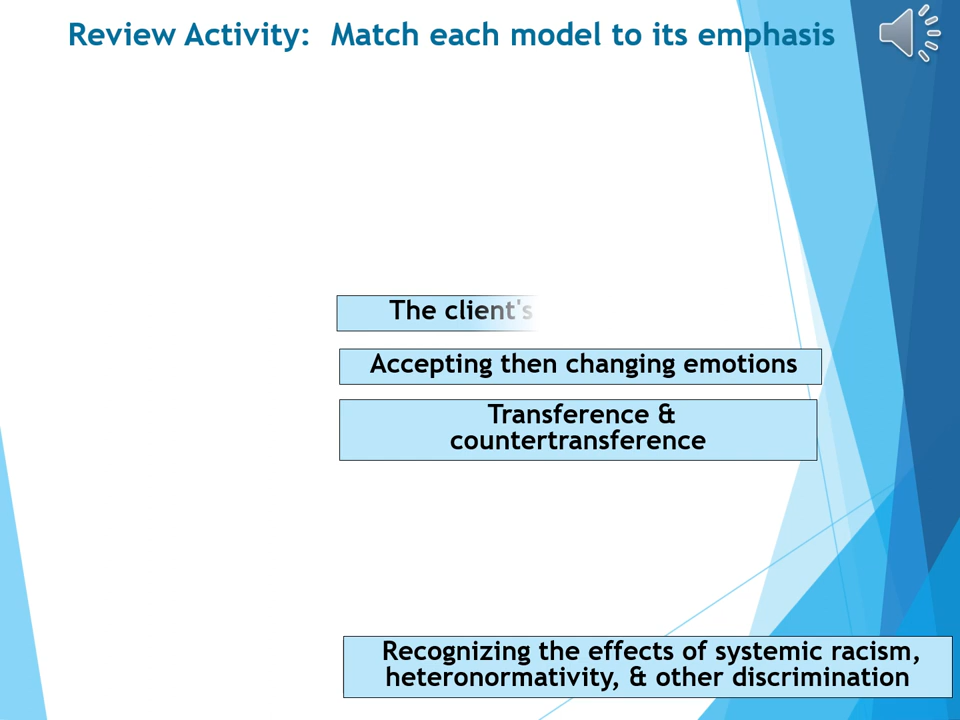 Review Activity:  Match each model to its emphasis
The client's
Accepting then changing emotions
Transference &
countertransference
Recognizing the effects of systemic racism,
heteronormativity, & other discrimination